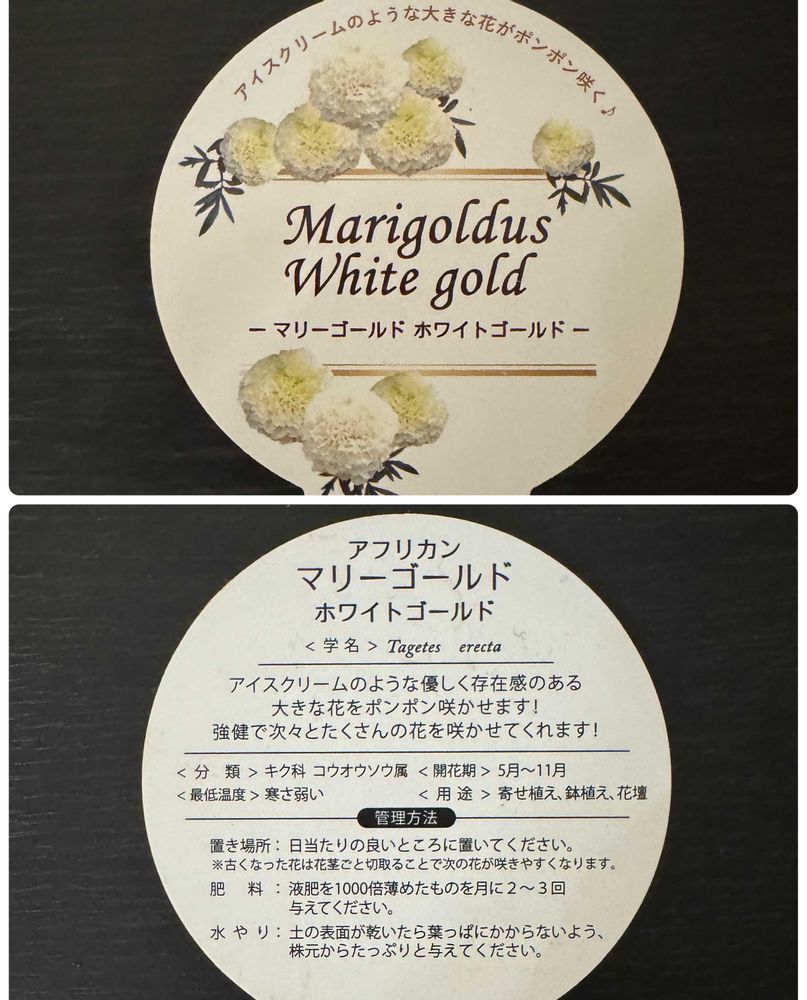 アイスクリームのような大きな花がポンポン咲く♪
Marigoldus
White gold
ー マリーゴールド ホワイトゴールド ー
アフリカン
マリーゴールド
ホワイトゴールド
< 学名 > Tagetes erecta
アイスクリームのような優しく存在感のある
大きな花をポンポン咲かせます!
強健で次々とたくさんの花を咲かせてくれます!
< 分 類 > キク科 コウオウソウ属 < 開花期 > 5月〜11月
< 最低温度 > 寒さ弱い < 用 途 > 寄せ植え、鉢植え、花壇
管理方法
置き場所：日当たりの良いところに置いてください。
※古くなった花は花茎ごと切取ることで次の花が咲きやすくなります。
肥 料：液肥を1000倍薄めたものを月に２〜３回
与えてください。
水 や り：土の表面が乾いたら葉っぱにかからないよう、
株元からたっぷりと与えてください。